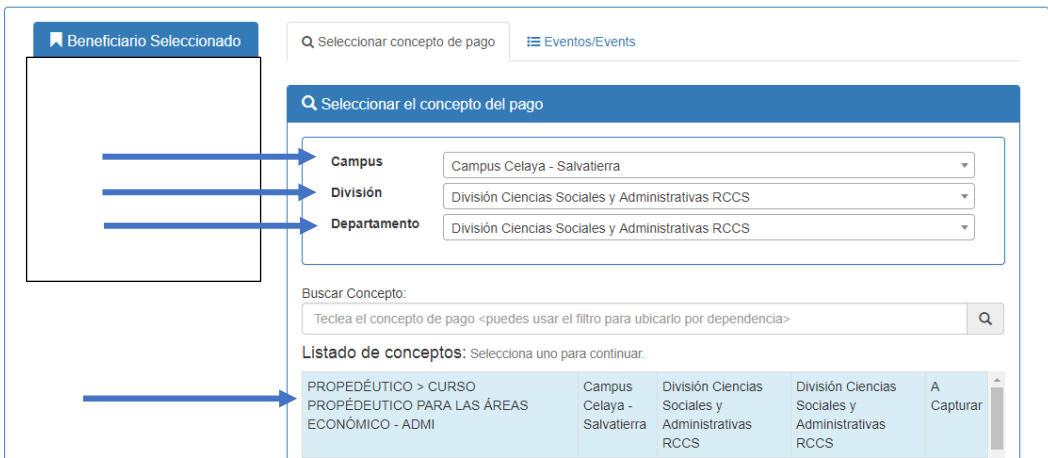 Beneficiario Seleccionado
Seleccionar concepto de pago
Eventos/Events
Seleccionar el concepto del pago
Campus
Campus Celaya - Salvatierra
División
División Ciencias Sociales y Administrativas RCCS
Departamento
División Ciencias Sociales y Administrativas RCCS
Buscar Concepto:
Teclea el concepto de pago <puedes usar el filtro para ubicarlo por dependencia>
Listado de conceptos: Selecciona uno para continuar.
PROPEDÉUTICO > CURSO
PROPÉDEUTICO PARA LAS ÁREAS
ECONÓMICO - ADMI
Campus
Celaya -
Salvatierra
División Ciencias
Sociales y
Administrativas
RCCS
División Ciencias
Sociales y
Administrativas
RCCS
A
Capturar